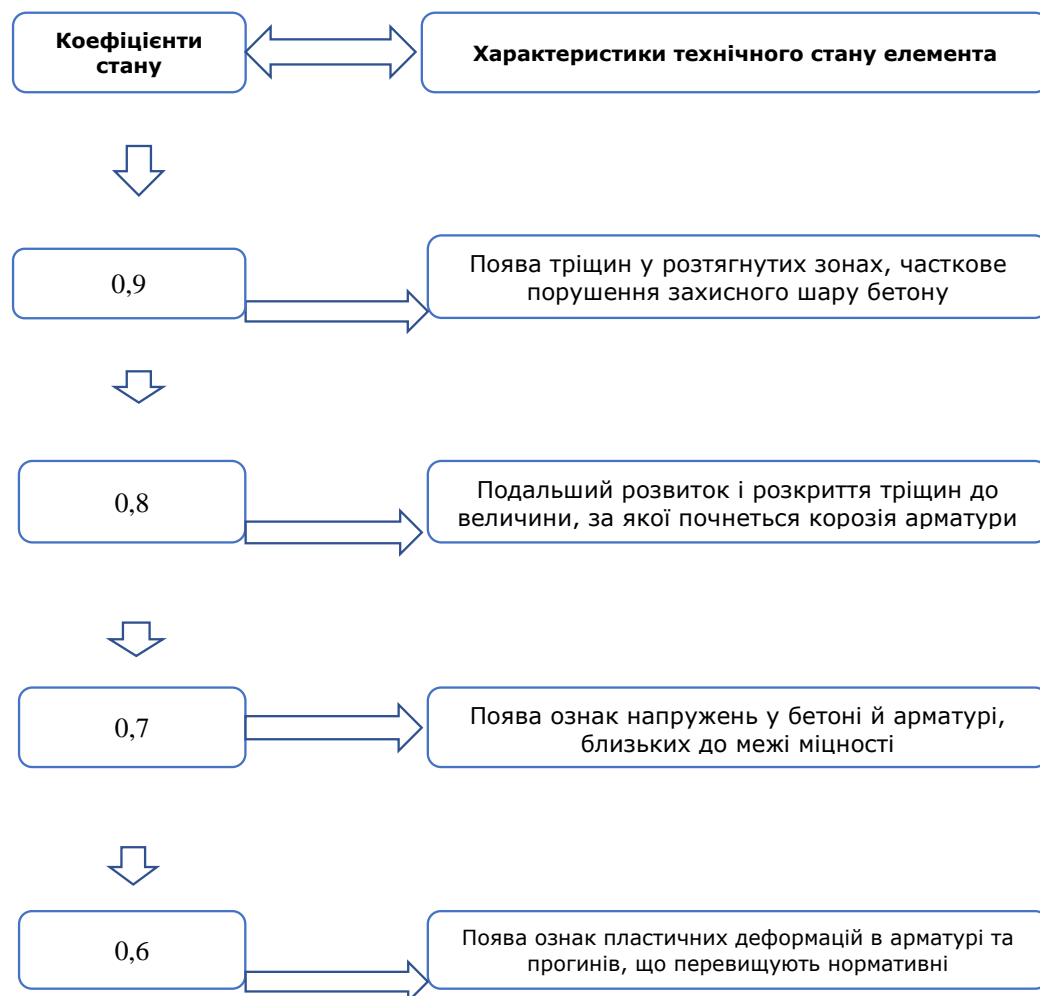 Коефіцієнти
стану
Характеристики технічного стану елемента
0,9
Поява тріщин у розтягнутих зонах, часткове
порушення захисного шару бетону
0,8
Подальший розвиток і розкриття тріщин до
величини, за якої почнеться корозія арматури
0,7
Поява ознак напружень у бетоні й арматурі,
близьких до межі міцності
0,6
Поява ознак пластичних деформацій в арматурі та
прогинів, що перевищують нормативні